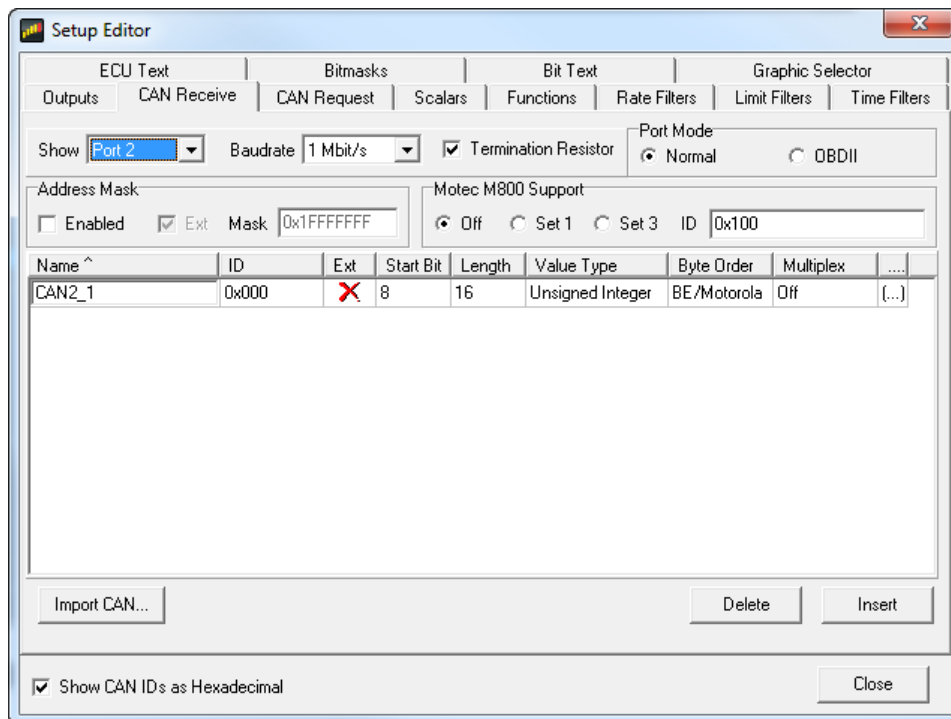 Setup Editor
ECU Text Bitmasks Bit Text Graphic Selector
Outputs CAN Receive CAN Request Scalars Functions Rate Filters Limit Filters Time Filters
Port Mode
Show Port 2 Baudrate 1 Mbit/s Termination Resistor Normal OBDII
Address Mask Motec M800 Support
Enabled Ext Mask 0x1FFFFFFF Off Set 1 Set 3 ID 0x100
Name ^ ID Ext Start Bit Length Value Type Byte Order Multiplex ....
CAN2_1 0x000 8 16 Unsigned Integer BE/Motorola Off (...)
Import CAN... Delete Insert
Show CAN IDs as Hexadecimal Close